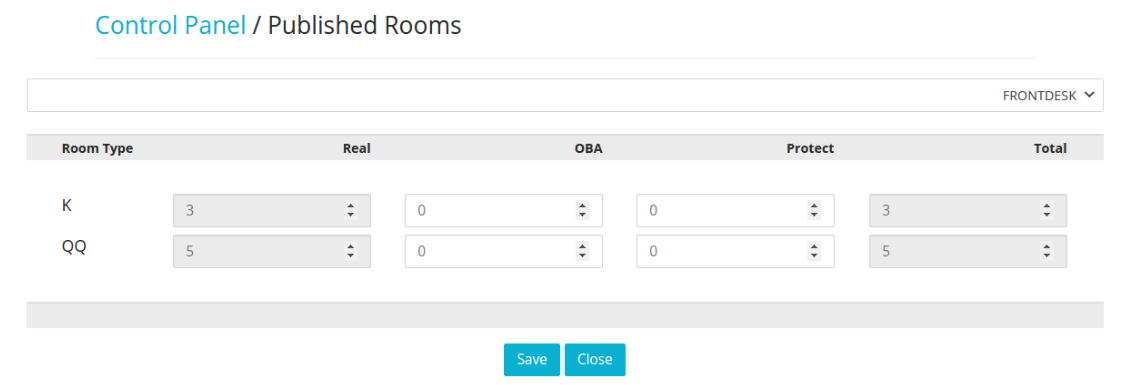 Control Panel / Published Rooms
FRONTDESK
Room Type Real OBA Protect Total
K 3 0 0 3
QQ 5 0 0 5
Save Close